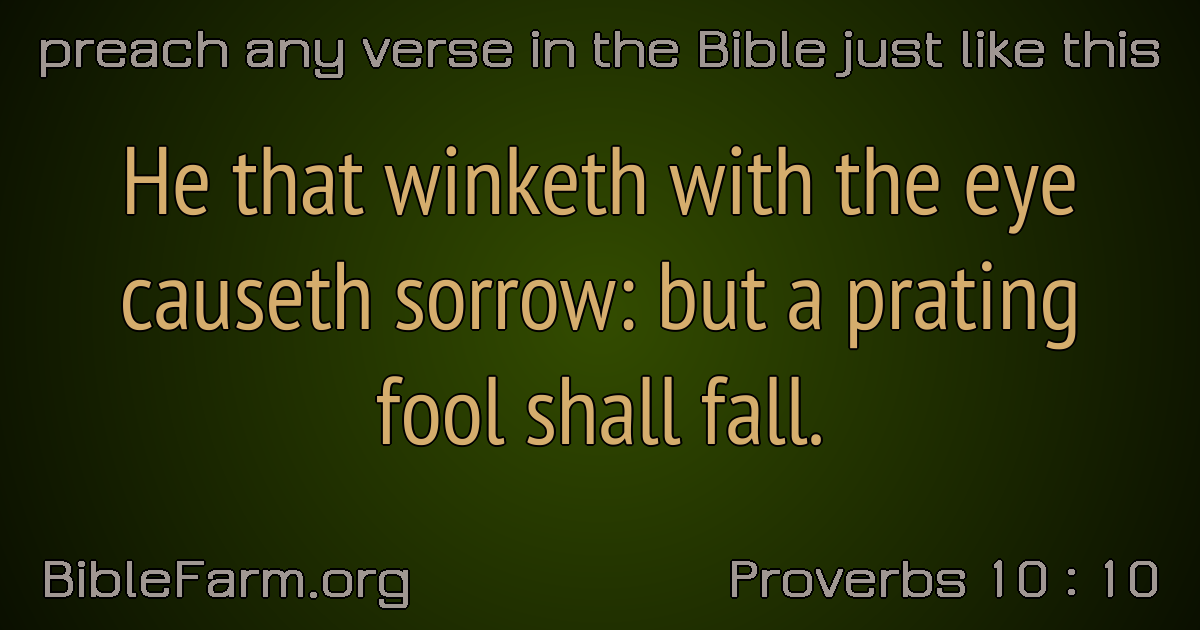 preach any verse in the Bible just like this
He that winketh with the eye
causeth sorrow: but a prating
fool shall fall.
BibleFarm.org
Proverbs 10 : 10